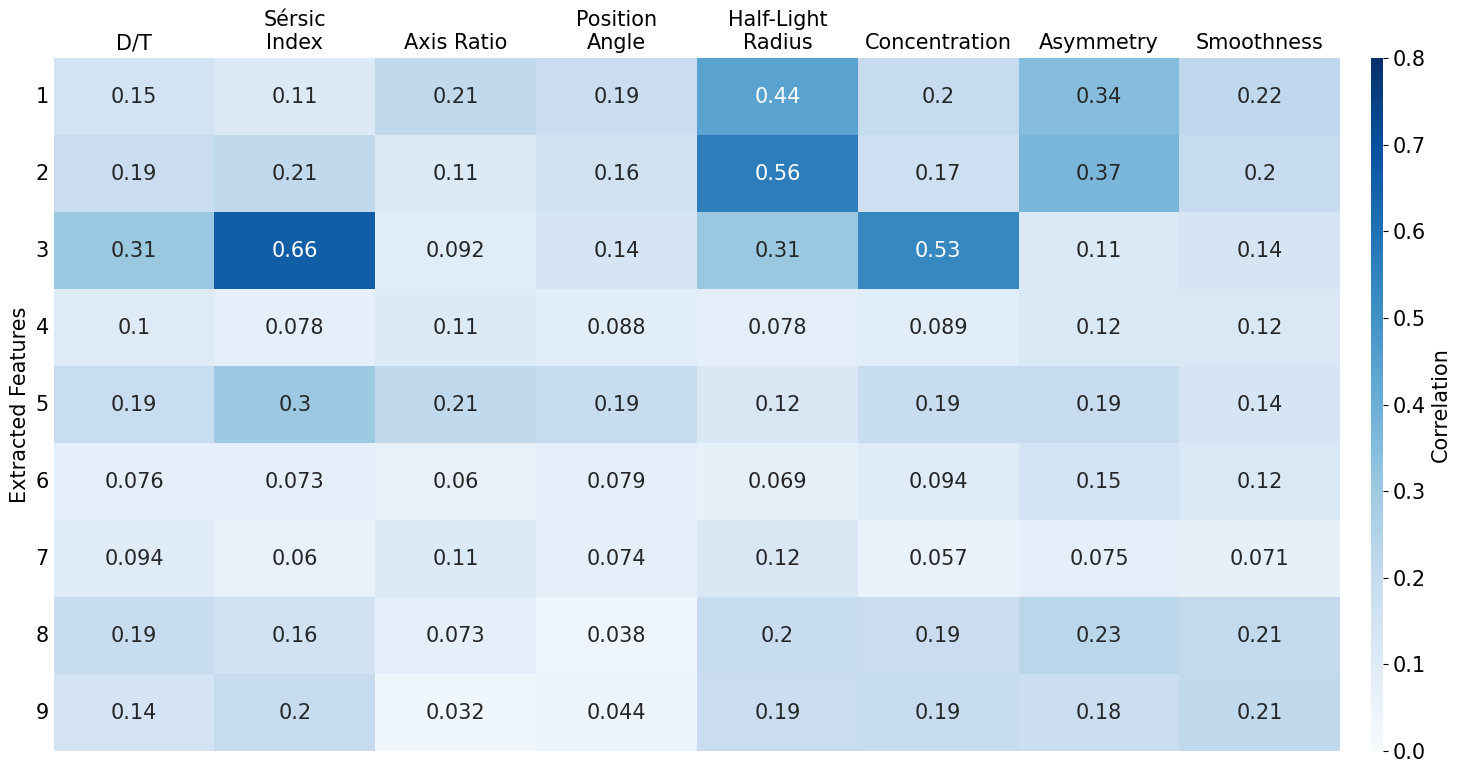 D/T Sérsic Index Axis Ratio Position Angle Half-Light Radius Concentration Asymmetry Smoothness
1 0.15 0.11 0.21 0.19 0.44 0.2 0.34 0.22
2 0.19 0.21 0.11 0.16 0.56 0.17 0.37 0.2
3 0.31 0.66 0.092 0.14 0.31 0.53 0.11 0.14
4 0.1 0.078 0.11 0.088 0.078 0.089 0.12 0.12
5 0.19 0.3 0.21 0.19 0.12 0.19 0.19 0.14
6 0.076 0.073 0.06 0.079 0.069 0.094 0.15 0.12
7 0.094 0.06 0.11 0.074 0.12 0.057 0.075 0.071
8 0.19 0.16 0.073 0.038 0.2 0.19 0.23 0.21
9 0.14 0.2 0.032 0.044 0.19 0.19 0.18 0.21
Extracted Features
0.8
0.7
0.6
0.5
0.4
0.3
0.2
0.1
0.0
Correlation